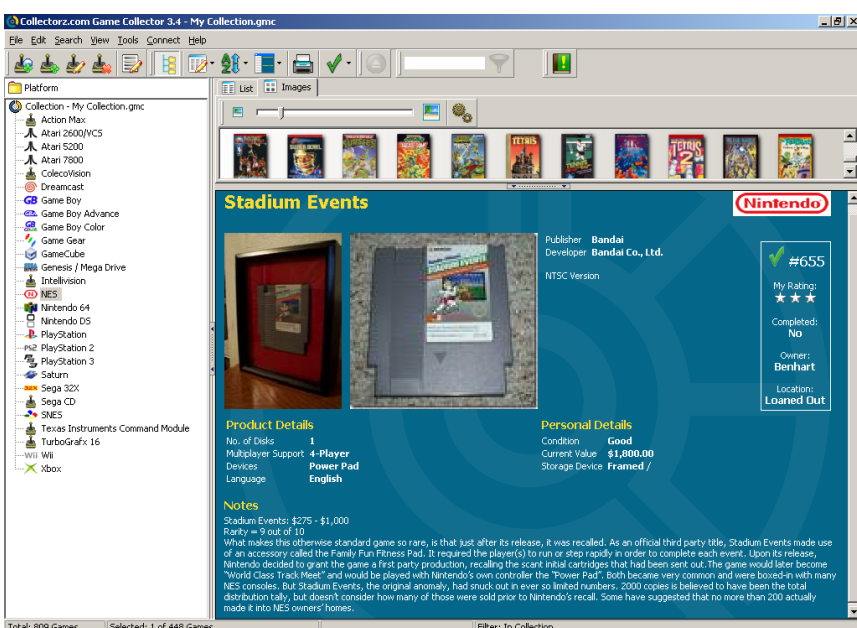 Collectorz.com Game Collector 3.4 - My Collection.gmc
File Edit Search View Tools Connect Help
Platform
List Images
Collection - My Collection.gmc
Action Max
Atari 2600/VCS
Atari 5200
Atari 7800
ColecoVision
Dreamcast
GB Game Boy
Game Boy Advance
Game Boy Color
Game Gear
GameCube
Genesis / Mega Drive
Intellivision
NES
Nintendo 64
Nintendo DS
PlayStation
PS2 PlayStation 2
PlayStation 3
Saturn
32X Sega 32X
Sega CD
SNES
Texas Instruments Command Module
TurboGrafx 16
Wii Wii
Xbox
TETRIS
TETRIS
2
Stadium Events
Nintendo
Publisher Bandai
Developer Bandai Co., Ltd.
NTSC Version
#655
My Rating:
Completed:
No
Owner:
Benhart
Location:
Loaned Out
STADIUM EVENTS
Product Details
No. of Disks 1
Multiplayer Support 4-Player
Devices Power Pad
Language English
Personal Details
Condition Good
Current Value $1,800.00
Storage Device Framed /
Notes
Stadium Events: $275 - $1,000
Rarity = 9 out of 10
What makes this otherwise standard game so rare, is that just after its release, it was recalled. As an official third party title, Stadium Events made use
of an accessory called the Family Fun Fitness Pad. It required the player(s) to run or step rapidly in order to complete each event. Upon its release,
Nintendo decided to grant the game a first party production, recalling the scant initial cartridges that had been sent out.The game would later become
"World Class Track Meet" and would be played with Nintendo's own controller the "Power Pad". Both became very common and were boxed-in with many
NES consoles. But Stadium Events, the original anomaly, had snuck out in ever so limited numbers. 2000 copies is believed to have been the total
distribution tally, but doesn't consider how many of those were sold prior to Nintendo's recall. Some have suggested that no more than 200 actually
made it into NES owners' homes.
Total: 809 Games
Selected: 1 of 448 Games
Filter: In Collection